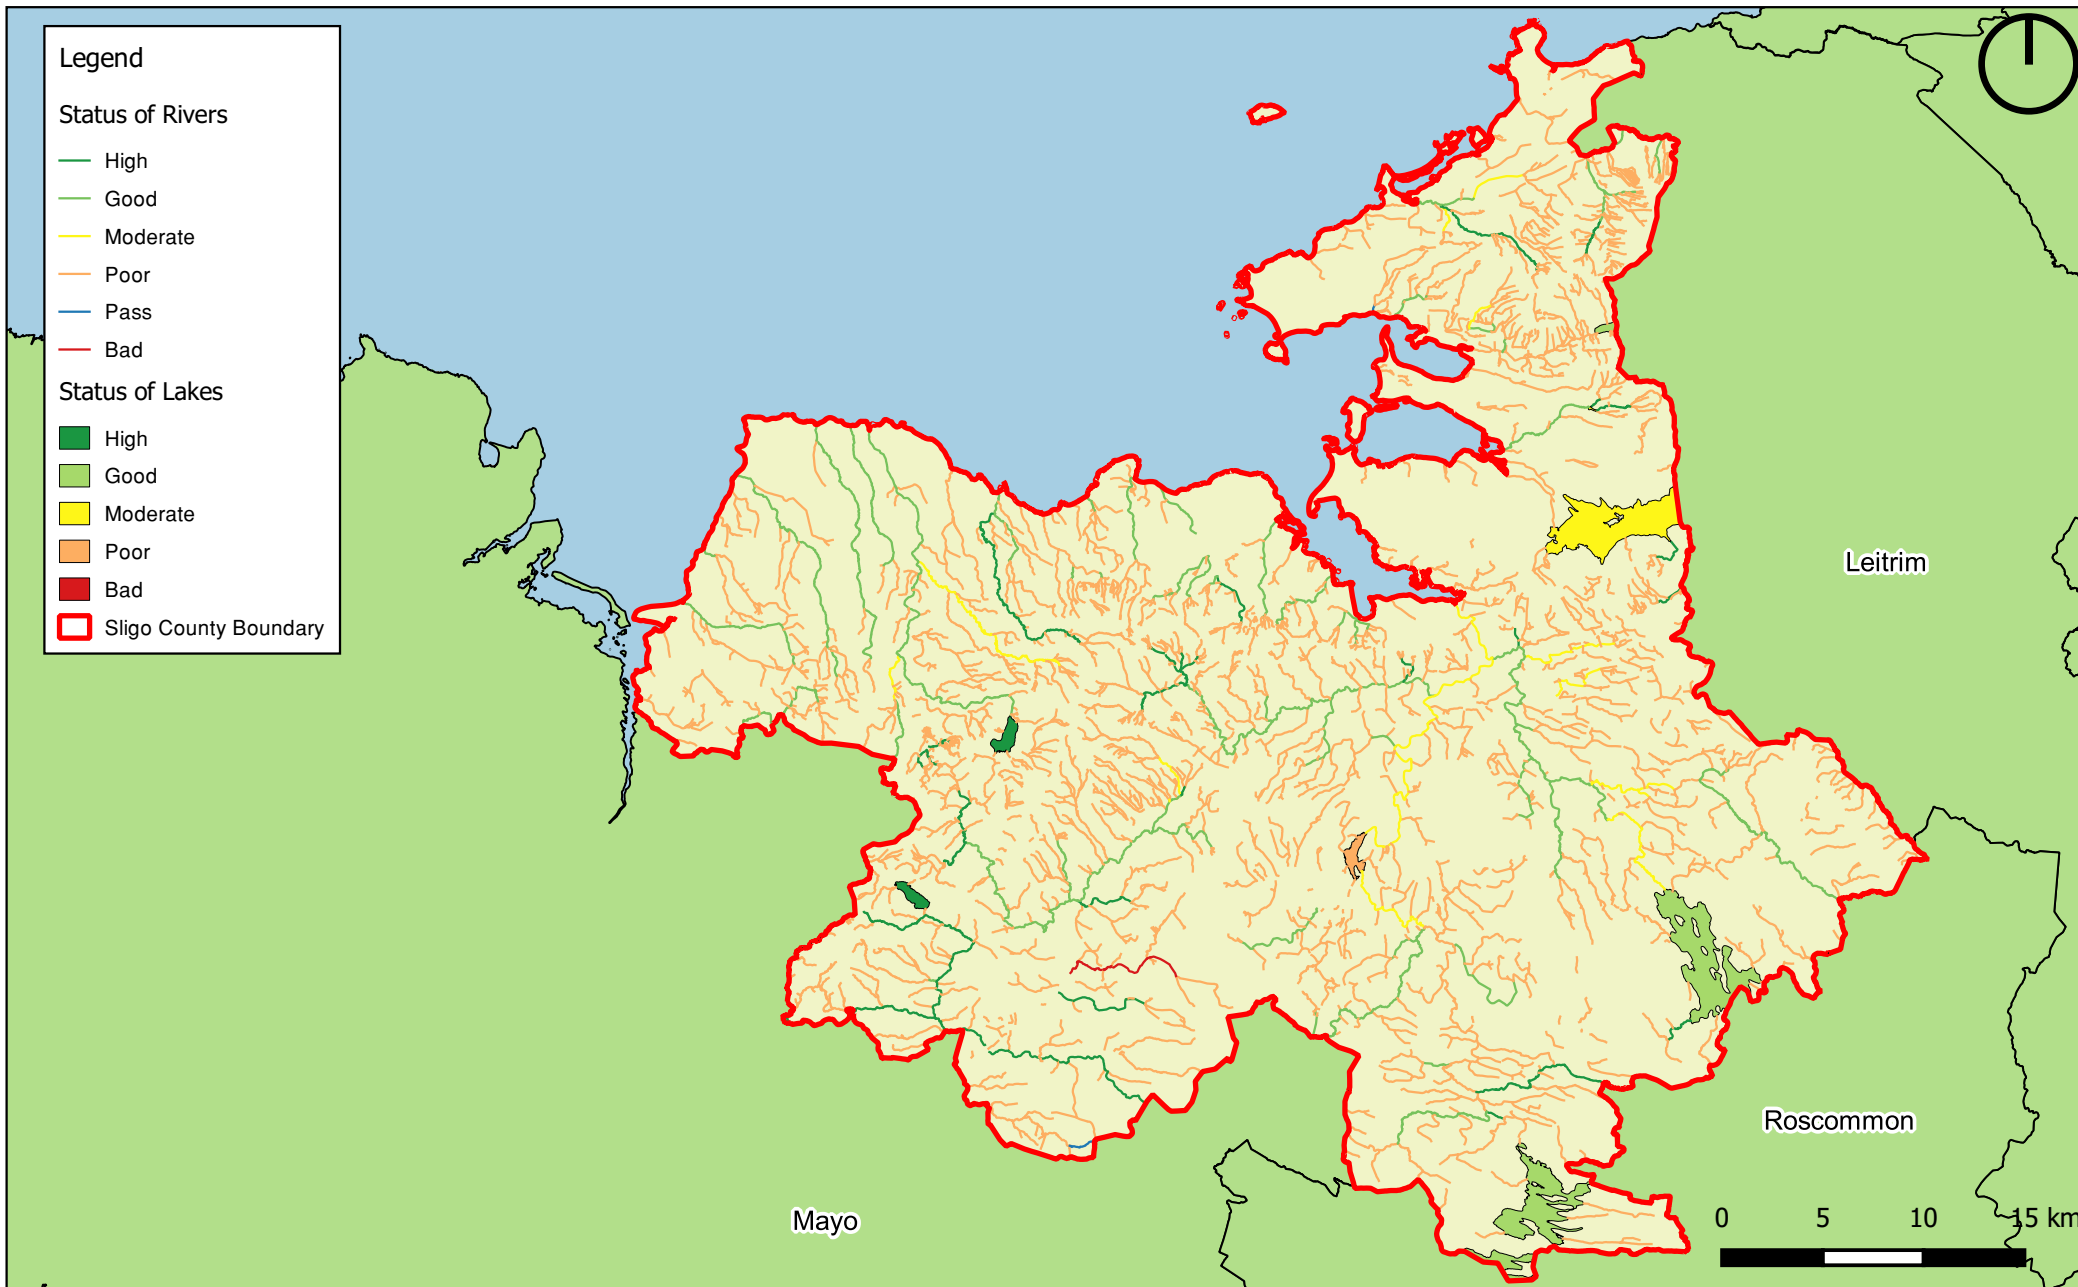 Legend
Status of Rivers
High
Good
Moderate
Poor
Pass
Bad
Status of Lakes
High
Good
Moderate
Poor
Bad
Sligo County Boundary
Leitrim
Roscommon
Mayo
0 5 10 15 km